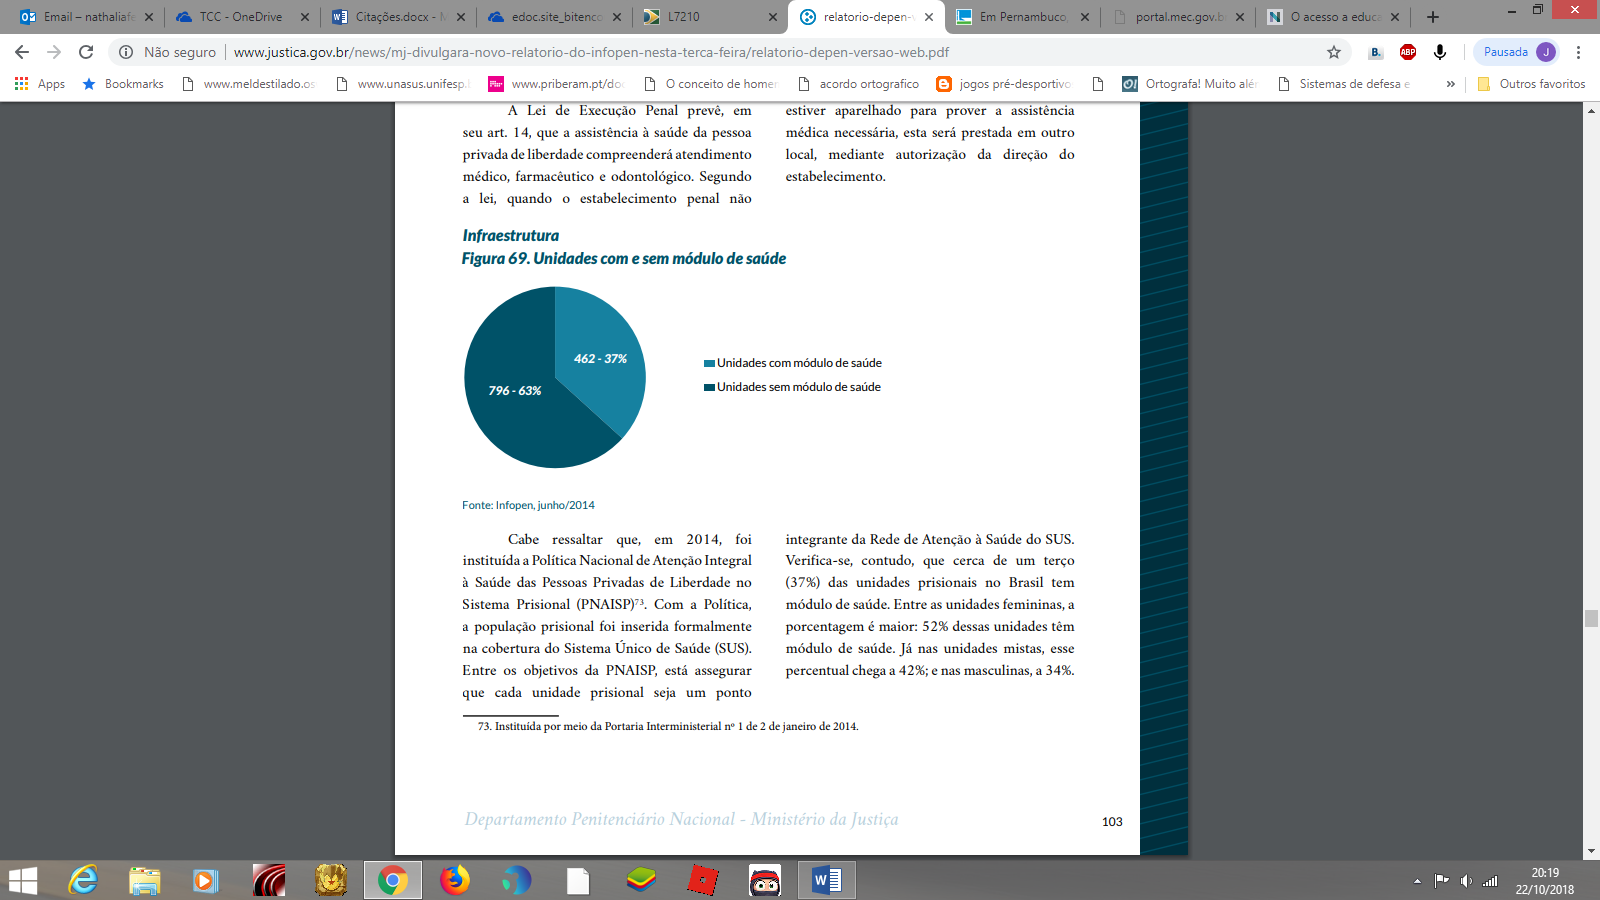 Email – nathaliafe
TCC - OneDrive
Citações.docx - M
edoc.site_bitenco
L7210
relatorio-depen-v
Em Pernambuco,
portal.mec.gov.b
O acesso a educa
Não seguro | www.justica.gov.br/news/mj-divulgara-novo-relatorio-do-infopen-nesta-terca-feira/relatorio-depen-versao-web.pdf
B.
ABP
Pausada J
Apps
Bookmarks
www.meldestilado.os
www.unasus.unifesp.l
www.priberam.pt/doc
O conceito de homem
acordo ortografico
jogos pré-desportivo
Ortografa! Muito alé
Sistemas de defesa e
»
Outros favoritos
A Lei de Execução Penal prevê, em
seu art. 14, que a assistência à saúde da pessoa
privada de liberdade compreenderá atendimento
médico, farmacêutico e odontológico. Segundo
a lei, quando o estabelecimento penal não
estiver aparelhado para prover a assistência
médica necessária, esta será prestada em outro
local, mediante autorização da direção do
estabelecimento.
Infraestrutura
Figura 69. Unidades com e sem módulo de saúde
462 - 37%
796 - 63%
Unidades com módulo de saúde
Unidades sem módulo de saúde
Fonte: Infopen, junho/2014
Cabe ressaltar que, em 2014, foi
instituída a Política Nacional de Atenção Integral
à Saúde das Pessoas Privadas de Liberdade no
Sistema Prisional (PNAISP)73. Com a Política,
a população prisional foi inserida formalmente
na cobertura do Sistema Único de Saúde (SUS).
Entre os objetivos da PNAISP, está assegurar
que cada unidade prisional seja um ponto
integrante da Rede de Atenção à Saúde do SUS.
Verifica-se, contudo, que cerca de um terço
(37%) das unidades prisionais no Brasil tem
módulo de saúde. Entre as unidades femininas, a
porcentagem é maior: 52% dessas unidades têm
módulo de saúde. Já nas unidades mistas, esse
percentual chega a 42%; e nas masculinas, a 34%.
73. Instituída por meio da Portaria Interministerial nº 1 de 2 de janeiro de 2014.
Departamento Penitenciário Nacional - Ministério da Justiça
103
20:19
22/10/2018